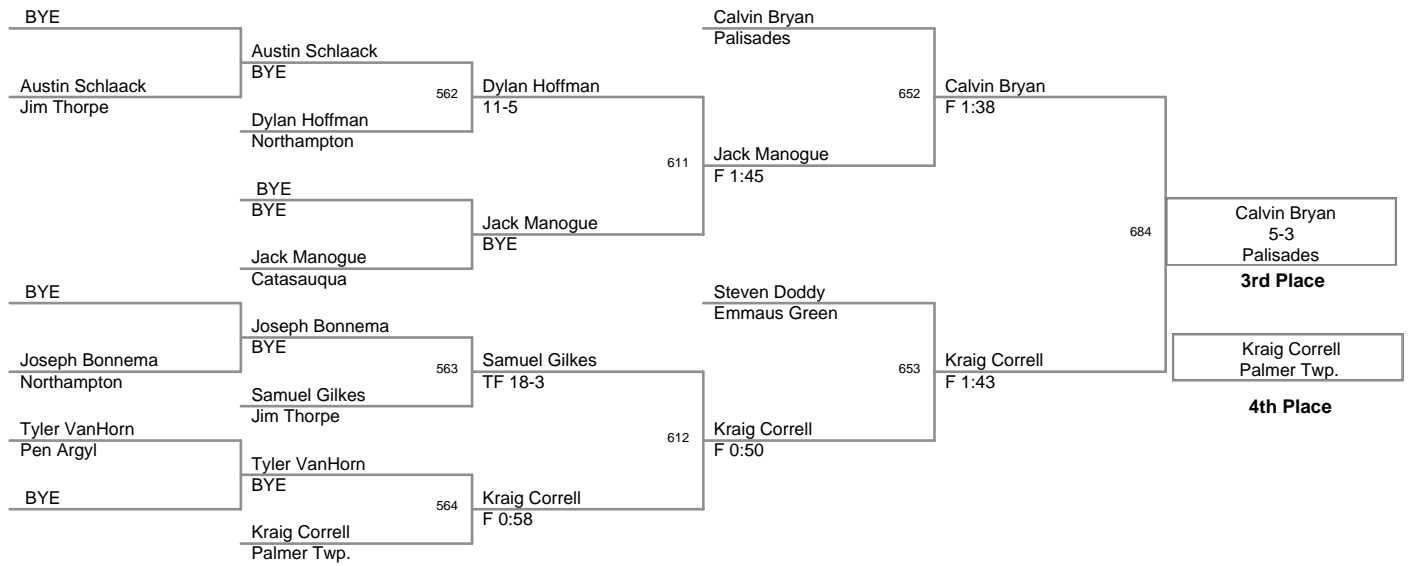 BYE
Austin Schlaack
Jim Thorpe
BYE
Joseph Bonnema
Northampton
Tyler VanHorn
Pen Argyl
BYE
Austin Schlaack
BYE
562
Dylan Hoffman
Northampton
BYE
BYE
Jack Manogue
Catasauqua
Joseph Bonnema
BYE
563
Samuel Gilkes
Jim Thorpe
Tyler VanHorn
BYE
564
Kraig Correll
Palmer Twp.
Dylan Hoffman
11-5
611
Jack Manogue
BYE
Samuel Gilkes
TF 18-3
612
Kraig Correll
F 0:58
Calvin Bryan
Palisades
652
Jack Manogue
F 1:45
Steven Doddy
Emmaus Green
653
Kraig Correll
F 0:50
Calvin Bryan
F 1:38
684
Kraig Correll
F 1:43
Calvin Bryan
5-3
Palisades
3rd Place
Kraig Correll
Palmer Twp.
4th Place